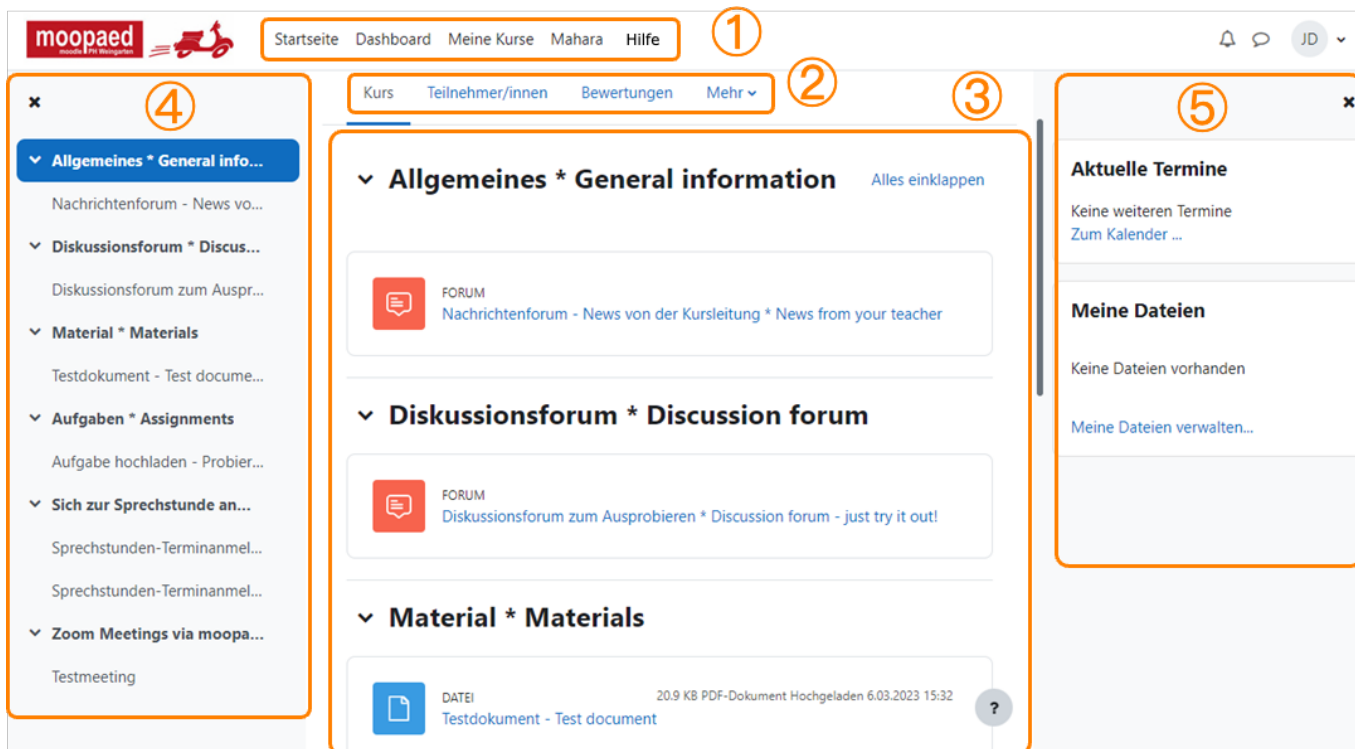 moopaed
moodle PH Weingarten
Startseite Dashboard Meine Kurse Mahara Hilfe
1
JD
4
Allgemeines * General info...
Nachrichtenforum - News vo...
Diskussionsforum * Discus...
Diskussionsforum zum Auspr...
Material * Materials
Testdokument - Test docume...
Aufgaben * Assignments
Aufgabe hochladen - Probier...
Sich zur Sprechstunde an...
Sprechstunden-Terminanmel...
Sprechstunden-Terminanmel...
Zoom Meetings via moopa...
Testmeeting
Kurs Teilnehmer/innen Bewertungen Mehr
2
3
Allgemeines * General information Alles einklappen
FORUM
Nachrichtenforum - News von der Kursleitung * News from your teacher
Diskussionsforum * Discussion forum
FORUM
Diskussionsforum zum Ausprobieren * Discussion forum - just try it out!
Material * Materials
DATEI 20.9 KB PDF-Dokument Hochgeladen 6.03.2023 15:32
Testdokument - Test document
?
5
Aktuelle Termine
Keine weiteren Termine
Zum Kalender ...
Meine Dateien
Keine Dateien vorhanden
Meine Dateien verwalten...